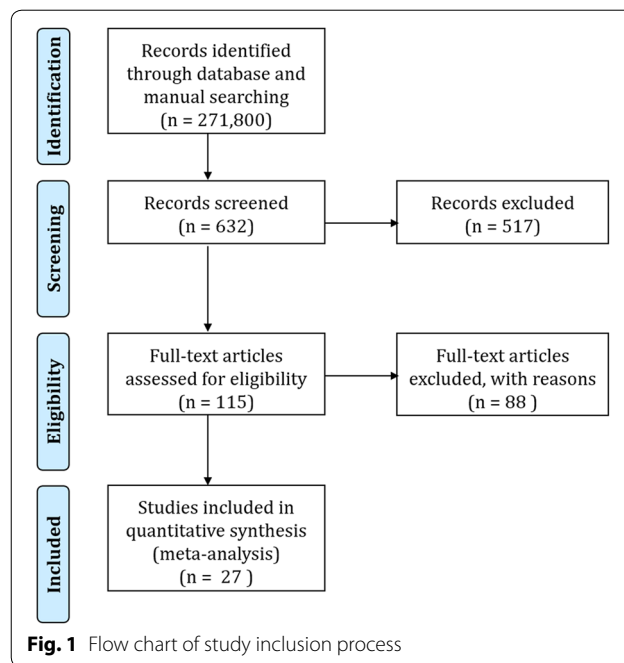 Identification
Records identified
through database and
manual searching
(n = 271,800)
Screening
Records screened
(n = 632)
Records excluded
(n = 517)
Eligibility
Full-text articles
assessed for eligibility
(n = 115)
Full-text articles
excluded, with reasons
(n = 88 )
Included
Studies included in
quantitative synthesis
(meta-analysis)
(n = 27 )
Fig. 1 Flow chart of study inclusion process